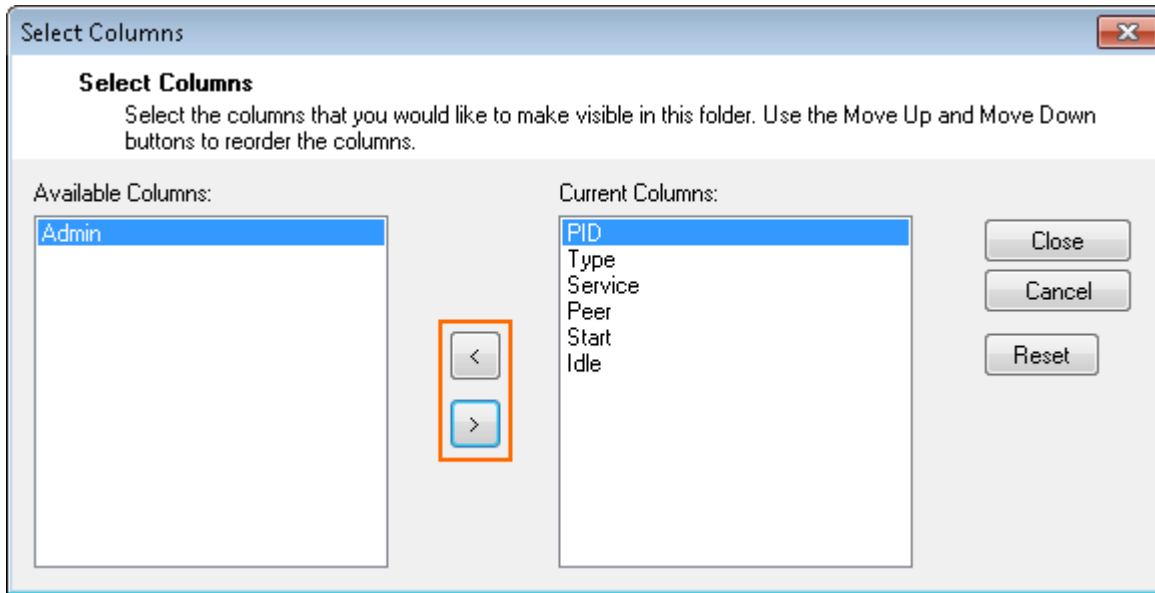 Select Columns
Select Columns
Select the columns that you would like to make visible in this folder. Use the Move Up and Move Down
buttons to reorder the columns.
Available Columns:
Admin
<
>
Current Columns:
PID
Type
Service
Peer
Start
Idle
Close
Cancel
Reset